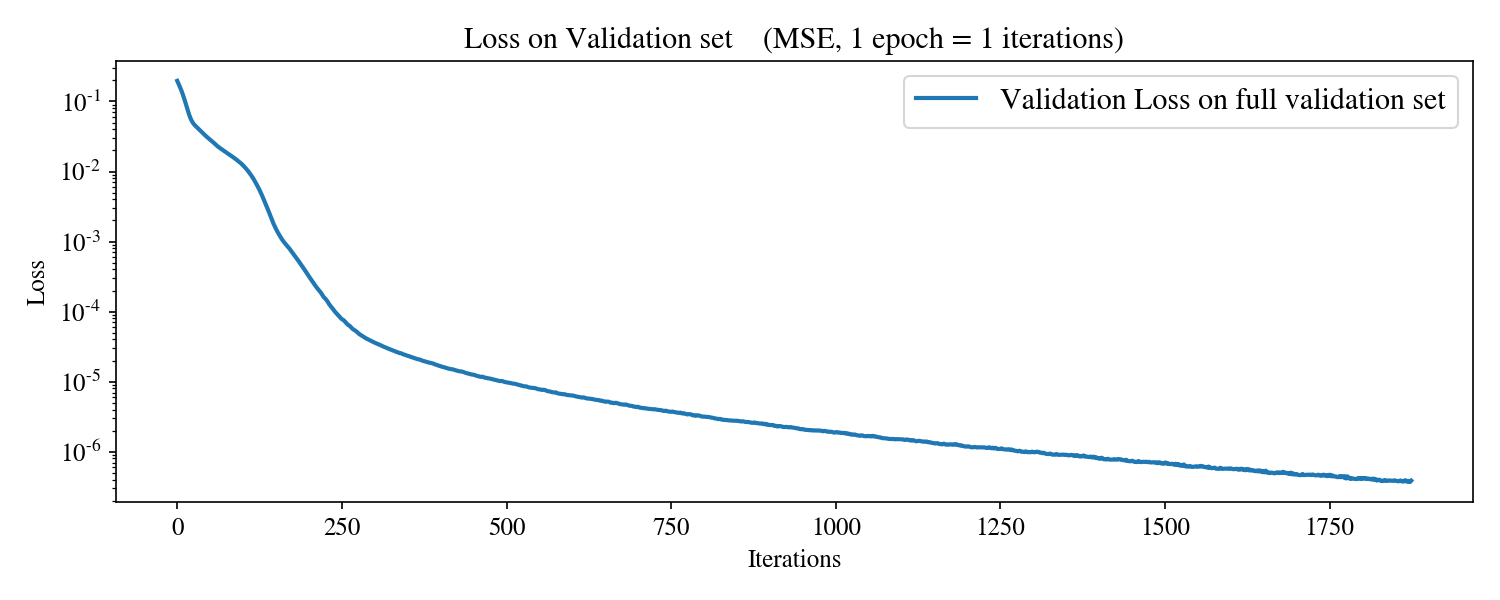 Loss on Validation set (MSE, 1 epoch = 1 iterations)
Validation Loss on full validation set
Loss
10^-1
10^-2
10^-3
10^-4
10^-5
10^-6
0 250 500 750 1000 1250 1500 1750
Iterations